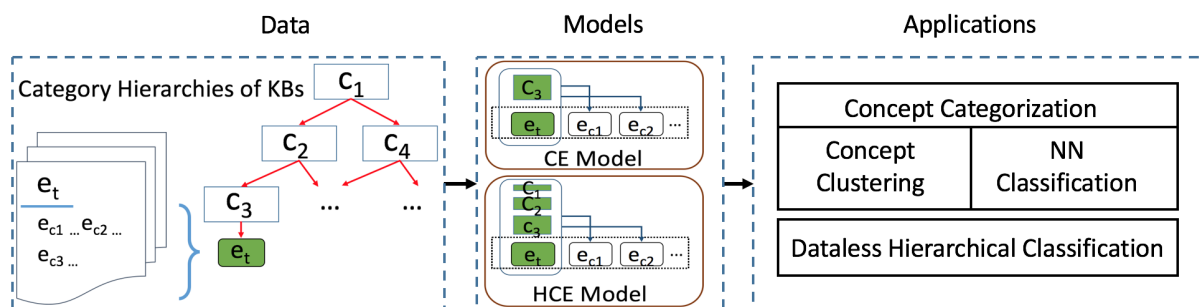 Data
Models
Applications
Category Hierarchies of KBs
C1
C2
C4
C3
...
...
et
et
ec1 ...ec2 ...
ec3 ...
C3
et ec1 ec2 ...
CE Model
C1
C2
c3
et ec1 ec2 ...
HCE Model
Concept Categorization
Concept
Clustering
NN
Classification
Dataless Hierarchical Classification